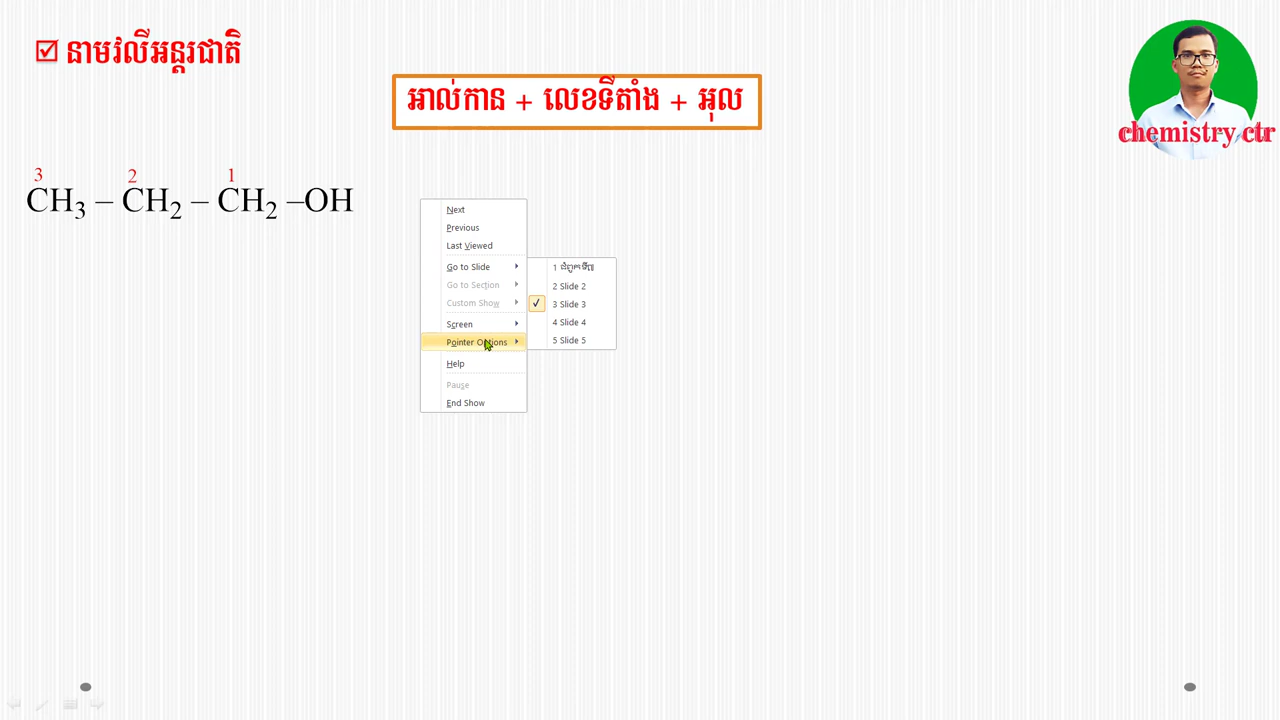 នាមវលីអន្តរជាតិ
អាល់កាន + លេខទីតាំង + អុល
chemistry ctr
3 2 1
CH3 – CH2 – CH2 –OH
Next
Previous
Last Viewed
Go to Slide
Go to Section
Custom Show
Screen
Pointer Options
Help
Pause
End Show
1 ជំពូកទី៧
2 Slide 2
3 Slide 3
4 Slide 4
5 Slide 5